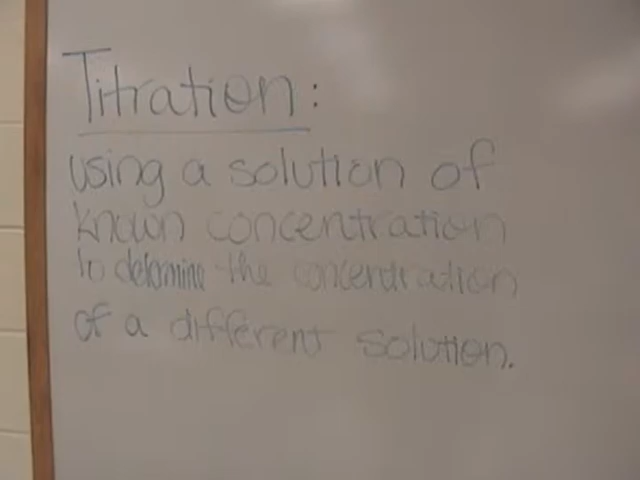 Titration:
using a solution of
known concentration
to determine the concentration
of a different solution.